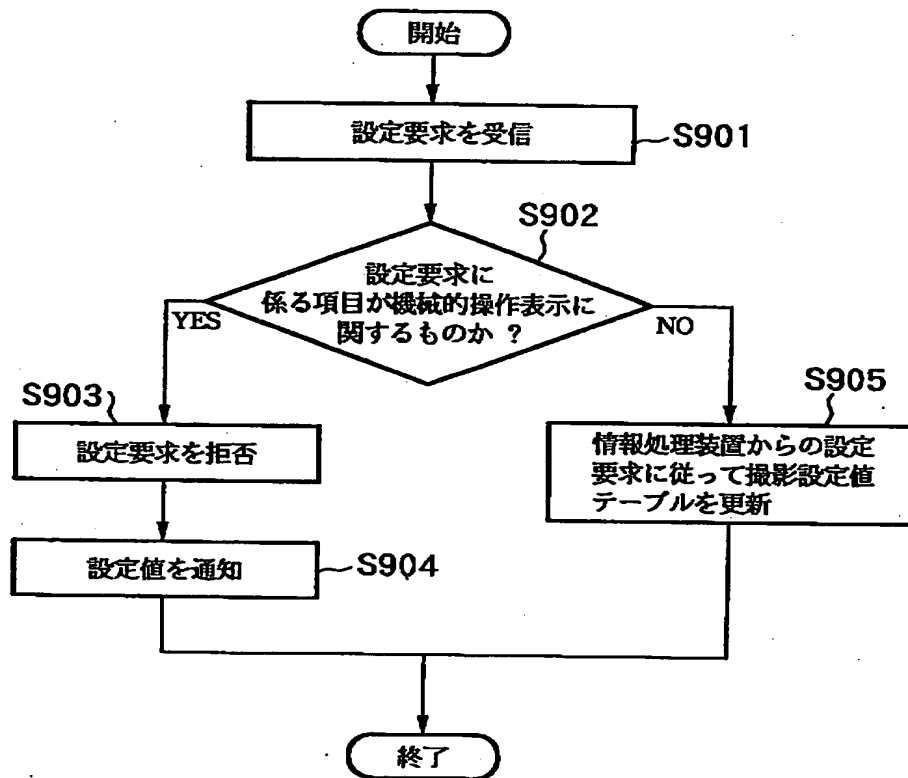 開始
設定要求を受信
S901
S902
設定要求に
係る項目が機械的操作表示に
関するものか ?
YES
NO
S903
設定要求を拒否
S905
情報処理装置からの設定
要求に従って撮影設定値
テーブルを更新
設定値を通知
S904
終了